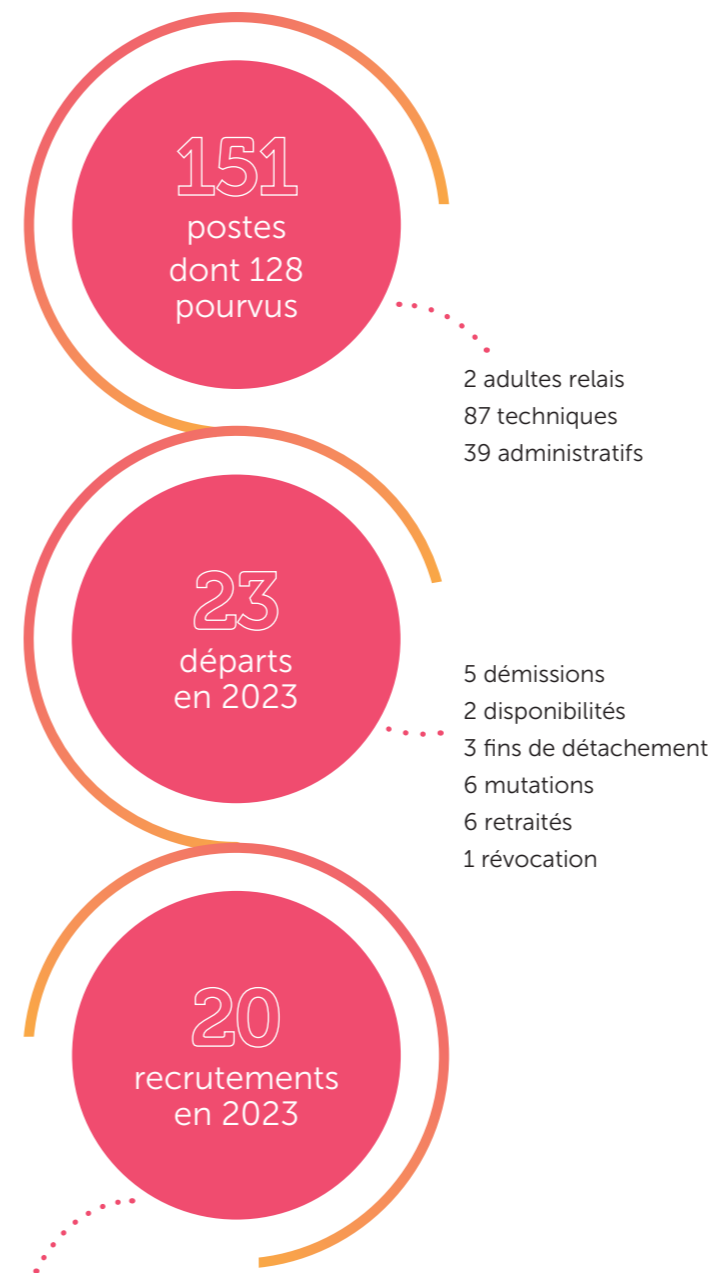 151
postes
dont 128
pourvus
2 adultes relais
87 techniques
39 administratifs
23
départs
en 2023
5 démissions
2 disponibilités
3 fins de détachement
6 mutations
6 retraités
1 révocation
20
recrutements
en 2023